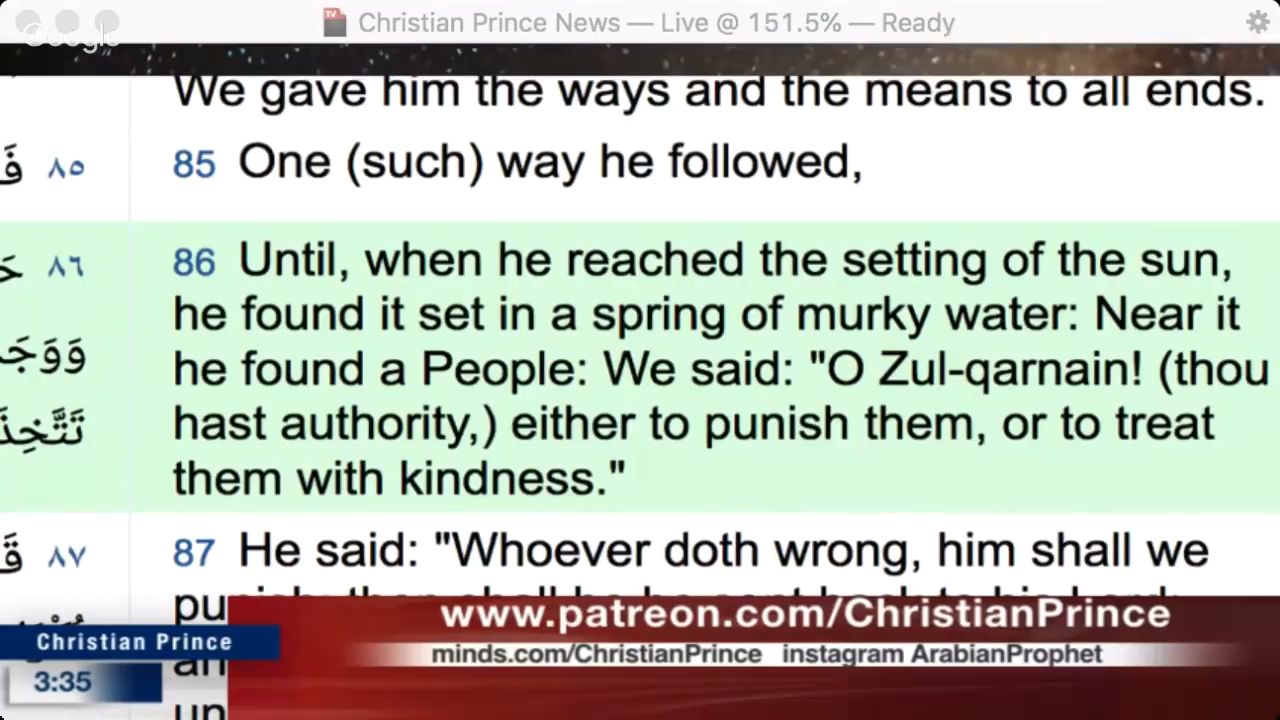 Christian Prince News — Live @ 151.5% — Ready
Google
We gave him the ways and the means to all ends.
٨٥
85 One (such) way he followed,
٨٦
86 Until, when he reached the setting of the sun,
he found it set in a spring of murky water: Near it
وَوَجَ
he found a People: We said: "O Zul-qarnain! (thou
تَتَّخِذَ
hast authority,) either to punish them, or to treat
them with kindness."
٨٧
87 He said: "Whoever doth wrong, him shall we
www.patreon.com/ChristianPrince
Christian Prince
minds.com/ChristianPrince instagram ArabianProphet
3:35